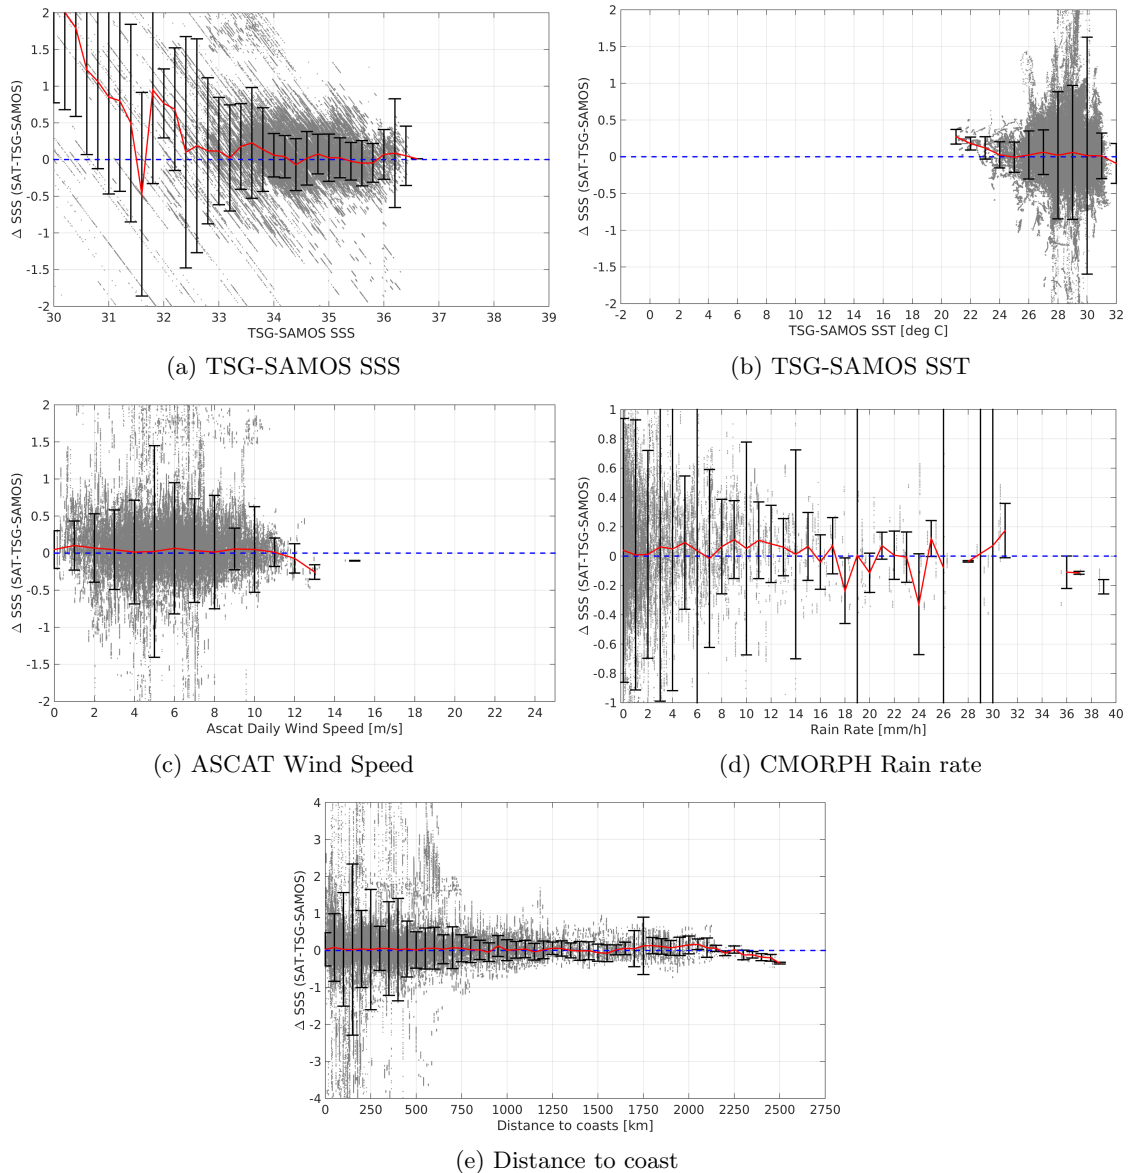 2
1.5
1
0.5
0
-0.5
-1
-1.5
-2
Δ SSS (SAT-TSG-SAMOS)
30 31 32 33 34 35 36 37 38 39
TSG-SAMOS SSS
(a) TSG-SAMOS SSS
2
1.5
1
0.5
0
-0.5
-1
-1.5
-2
Δ SSS (SAT-TSG-SAMOS)
-2 0 2 4 6 8 10 12 14 16 18 20 22 24 26 28 30 32
TSG-SAMOS SST [deg C]
(b) TSG-SAMOS SST
2
1.5
1
0.5
0
-0.5
-1
-1.5
-2
Δ SSS (SAT-TSG-SAMOS)
0 2 4 6 8 10 12 14 16 18 20 22 24
Ascat Daily Wind Speed [m/s]
(c) ASCAT Wind Speed
1
0.8
0.6
0.4
0.2
0
-0.2
-0.4
-0.6
-0.8
-1
Δ SSS (SAT-TSG-SAMOS)
0 2 4 6 8 10 12 14 16 18 20 22 24 26 28 30 32 34 36 38 40
Rain Rate [mm/h]
(d) CMORPH Rain rate
4
3
2
1
0
-1
-2
-3
-4
Δ SSS (SAT-TSG-SAMOS)
0 250 500 750 1000 1250 1500 1750 2000 2250 2500 2750
Distance to coasts [km]
(e) Distance to coast